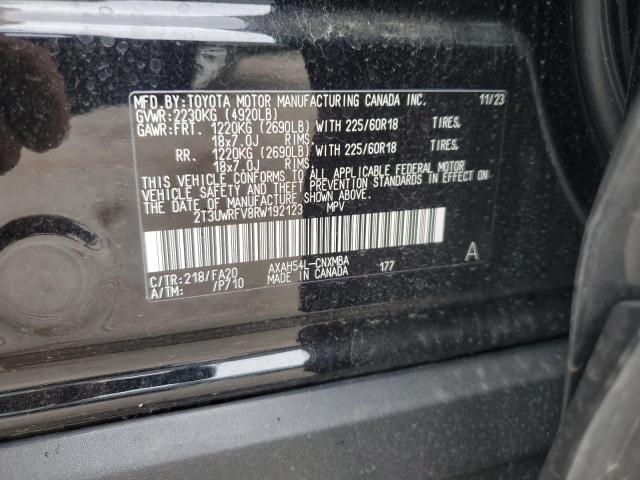 MFD.BY:TOYOTA MOTOR MANUFACTURING CANADA INC. 11/23
GVWR:2230KG (4920LB)
GAWR:FRT. 1220KG (2690LB) WITH 225/60R18 TIRES.
18x7.0J RIMS.
RR. 1220KG (2690LB) WITH 225/60R18 TIRES.
18x7.0J RIMS.
THIS VEHICLE CONFORMS TO ALL APPLICABLE FEDERAL MOTOR
VEHICLE SAFETY AND THEFT PREVENTION STANDARDS IN EFFECT ON
THE DATE OF MANUFACTURE SHOWN ABOVE.
2T3UWRFV8RW192123 MPV
C/TR:218/FA20 AXAH54L-CNXMBA 177 A
A/TM: /P710 MADE IN CANADA